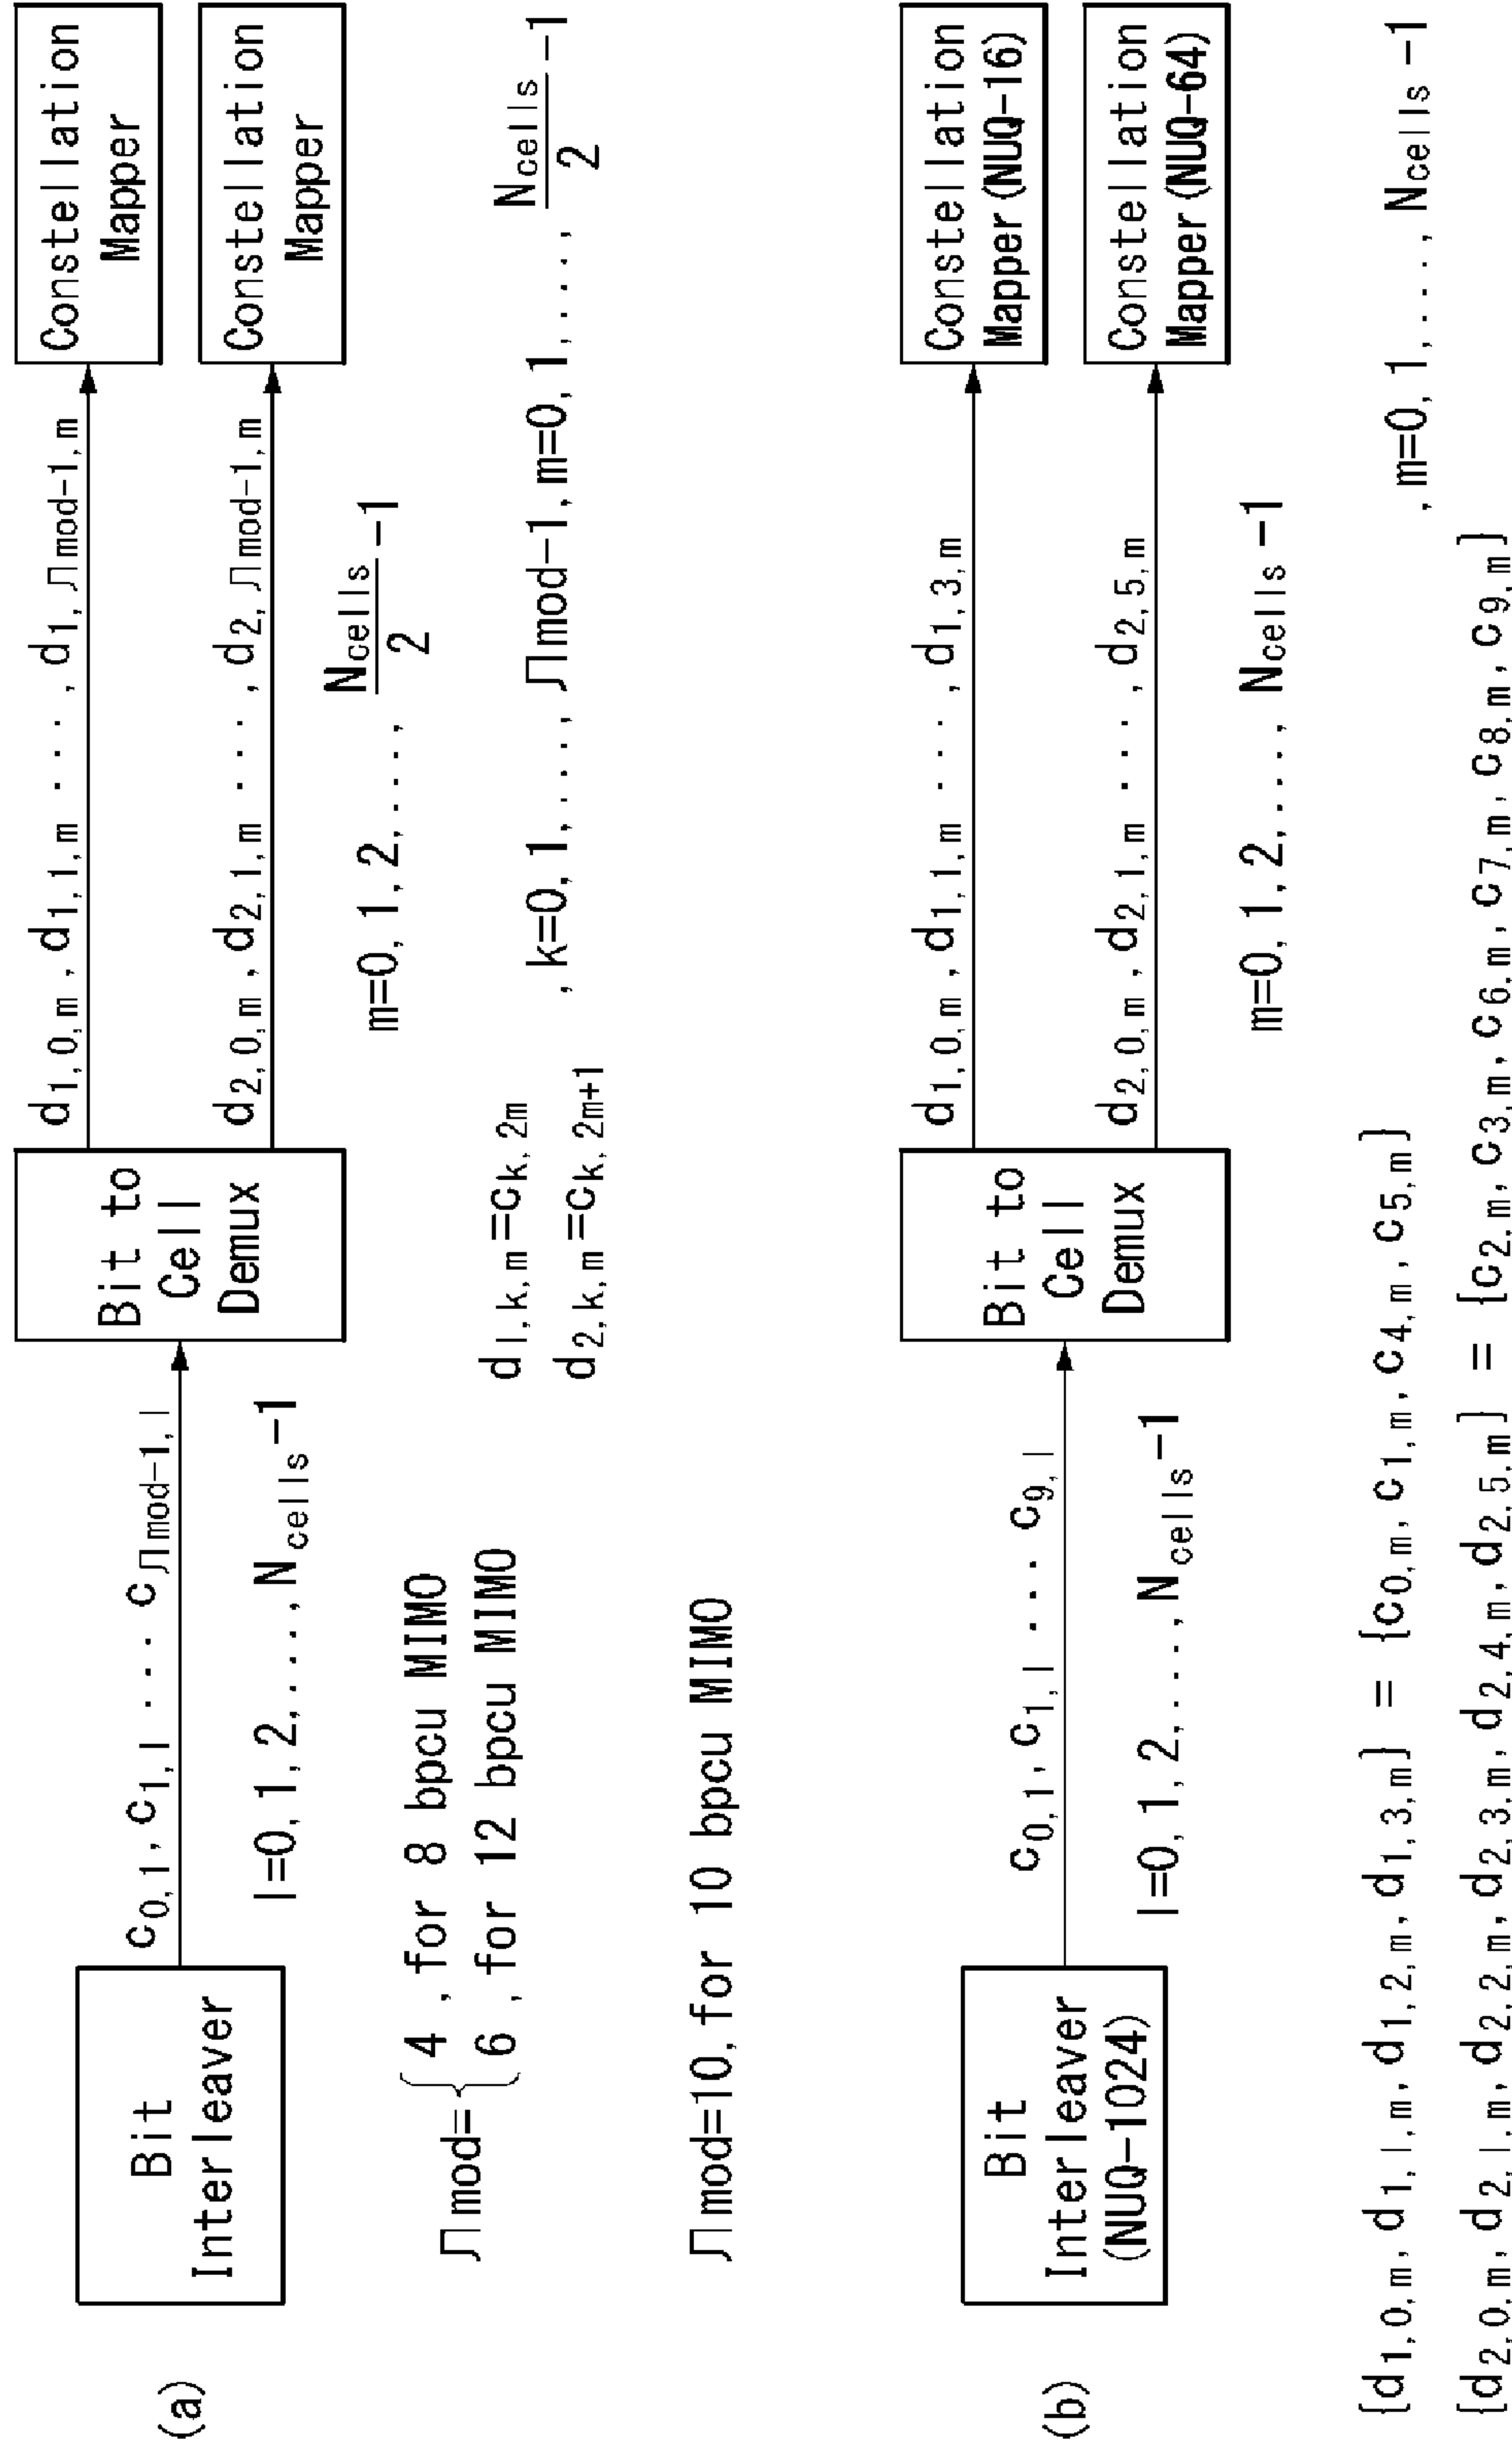 (a)
Bit
Interleaver
c0,1, c1,l ··· c⎍mod-1,l
l=0, 1, 2,..., Ncells-1
Bit to
Cell
Demux
d1,0,m, d1,1,m ···, d1,⎍mod-1,m
Constellation
Mapper
d2,0,m, d2,1,m ···, d2,⎍mod-1,m
Constellation
Mapper
m=0, 1, 2,...., Ncells/2 -1
⎍mod={ 4 , for 8 bpcu MIMO
6 , for 12 bpcu MIMO
dl,k,m=ck,2m
d2,k,m=ck,2m+1
, k=0, 1,...., ⎍mod-1, m=0, 1,...., Ncells/2 -1
⎍mod=10, for 10 bpcu MIMO
(b)
Bit
Interleaver
(NUQ-1024)
c0,1, c1,l ··· c9,l
l=0, 1, 2,..., Ncells-1
Bit to
Cell
Demux
d1,0,m, d1,1,m ···, d1,3,m
Constellation
Mapper(NUQ-16)
d2,0,m, d2,1,m ···, d2,5,m
Constellation
Mapper(NUQ-64)
m=0, 1, 2,..., Ncells-1
{d1,0,m, d1,l,m, d1,2,m, d1,3,m} = {c0,m, c1,m, c4,m, c5,m}
, m=0, 1,...., Ncells-1
{d2,0,m, d2,l,m, d2,2,m, d2,3,m, d2,4,m, d2,5,m} = {c2,m, c3,m, c6,m, c7,m, c8,m, c9,m}